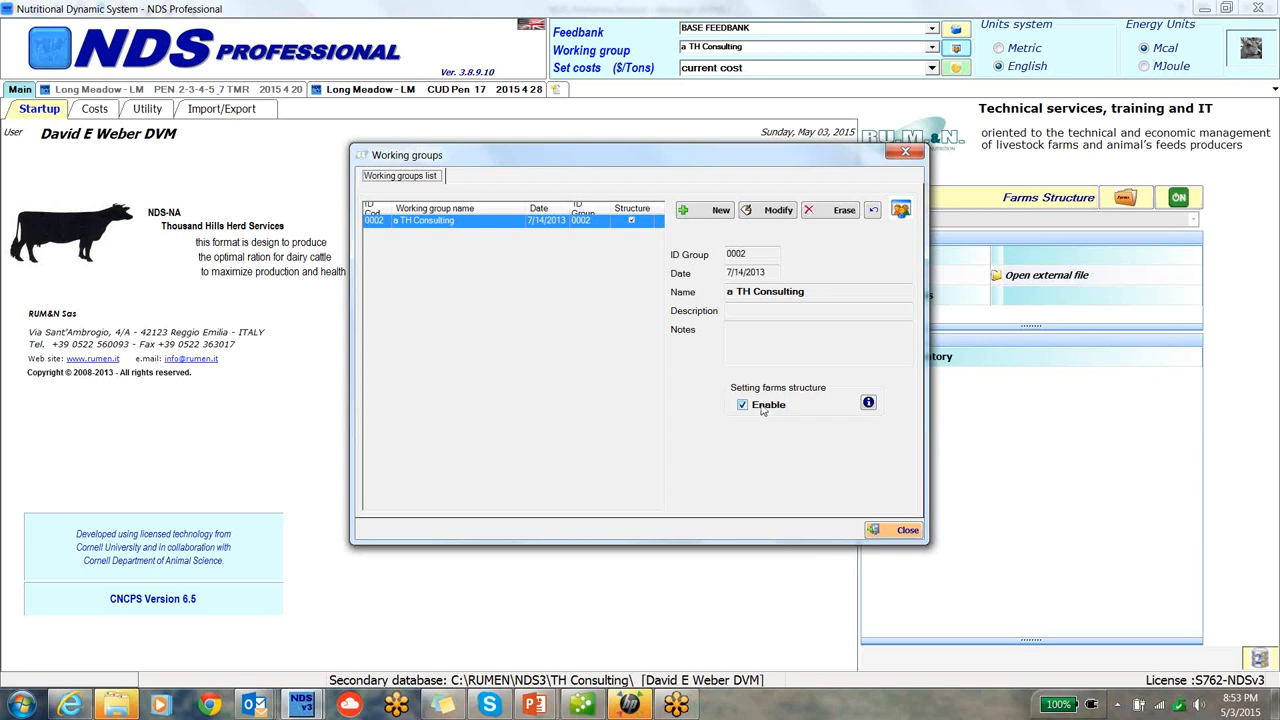 Nutritional Dynamic System - NDS Professional
NDS PROFESSIONAL
Ver. 3.8.9.10
Feedbank
BASE FEEDBANK
Working group
a TH Consulting
Set costs ($/Tons)
current cost
Units system
Metric
English
Energy Units
Mcal
MJoule
Main
Long Meadow - LM PEN 2-3-4-5_7 TMR 2015 4 20
Long Meadow - LM CUD Pen 17 2015 4 28
Startup
Costs
Utility
Import/Export
User
David E Weber DVM
Sunday, May 03, 2015
Technical services, training and IT
oriented to the technical and economic management
of livestock farms and animal's feeds producers
RU.M.&N.
Farms Structure
Farms
ON
Open external file
NDS-NA
Thousand Hills Herd Services
this format is design to produce
the optimal ration for dairy cattle
to maximize production and health
RUM&N Sas
Via Sant'Ambrogio, 4/A - 42123 Reggio Emilia - ITALY
Tel. +39 0522 560093 - Fax +39 0522 363017
Web site: www.rumen.it e.mail: info@rumen.it
Copyright © 2008-2013 - All rights reserved.
Developed using licensed technology from
Cornell University and in collaboration with
Cornell Department of Animal Science.
CNCPS Version 6.5
Working groups
Working groups list
ID Cod. Working group name Date ID Group Structure
0002 a TH Consulting 7/14/2013 0002
New
Modify
Erase
ID Group 0002
Date 7/14/2013
Name a TH Consulting
Description
Notes
Setting farms structure
Enable
Close
Secondary database: C:\RUMEN\NDS3\TH Consulting\ [David E Weber DVM]
License :S762-NDSv3
NDS v3
100%
8:53 PM
5/3/2015